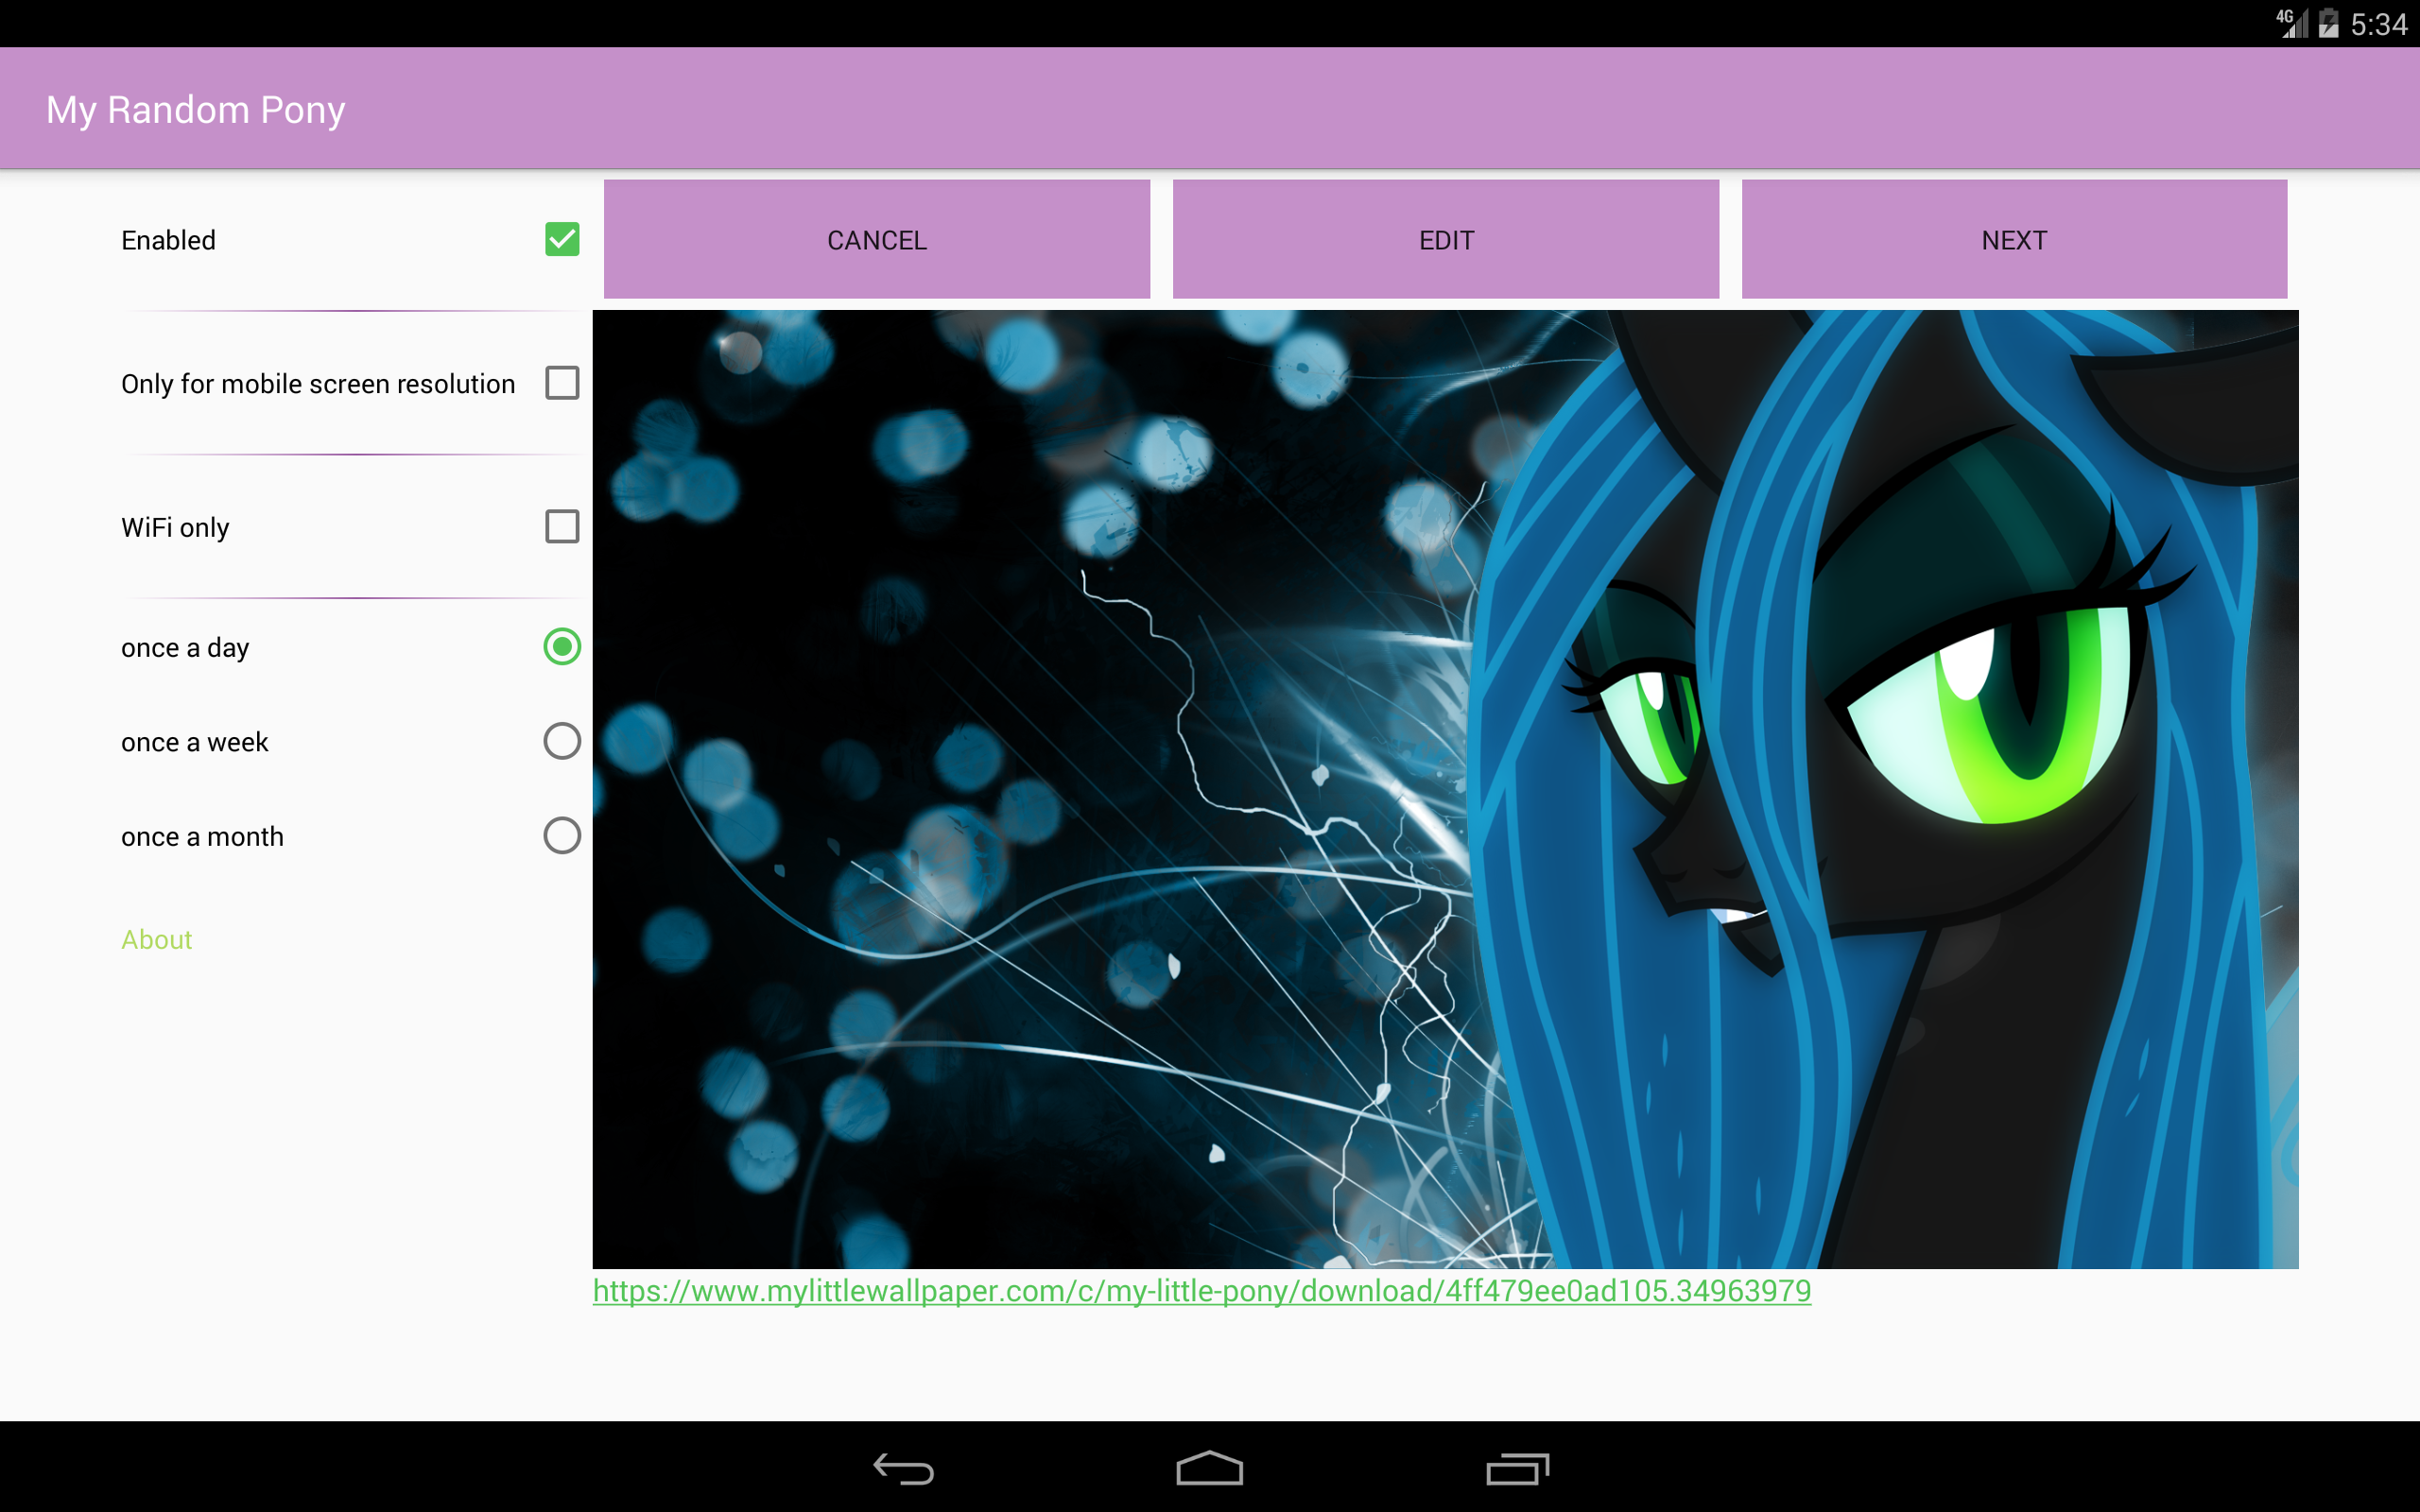 4G 5:34
My Random Pony
Enabled
CANCEL EDIT NEXT
Only for mobile screen resolution
WiFi only
once a day
once a week
once a month
About
https://www.mylittlewallpaper.com/c/my-little-pony/download/4ff479ee0ad105.34963979